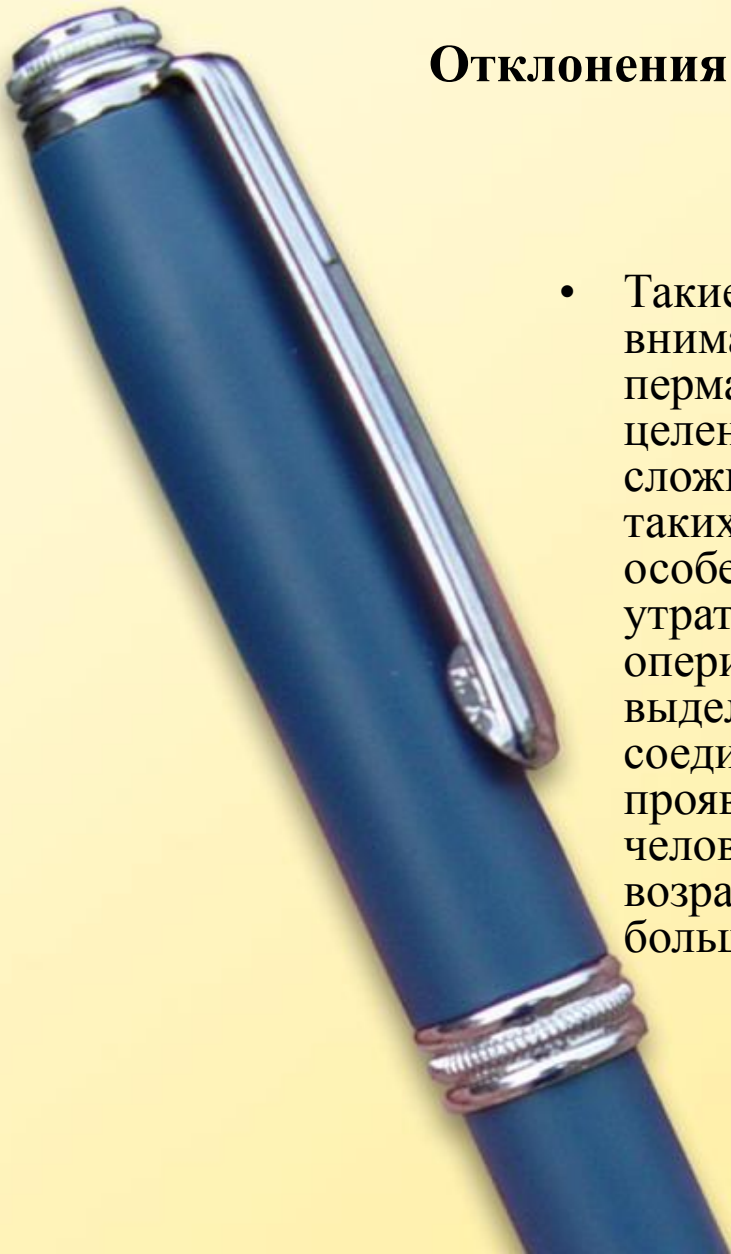 Отклонения
• Такие
внима
перма
целен
сложн
таких
особе
утрат
опери
выдел
соеди
прояв
челов
возра
больш